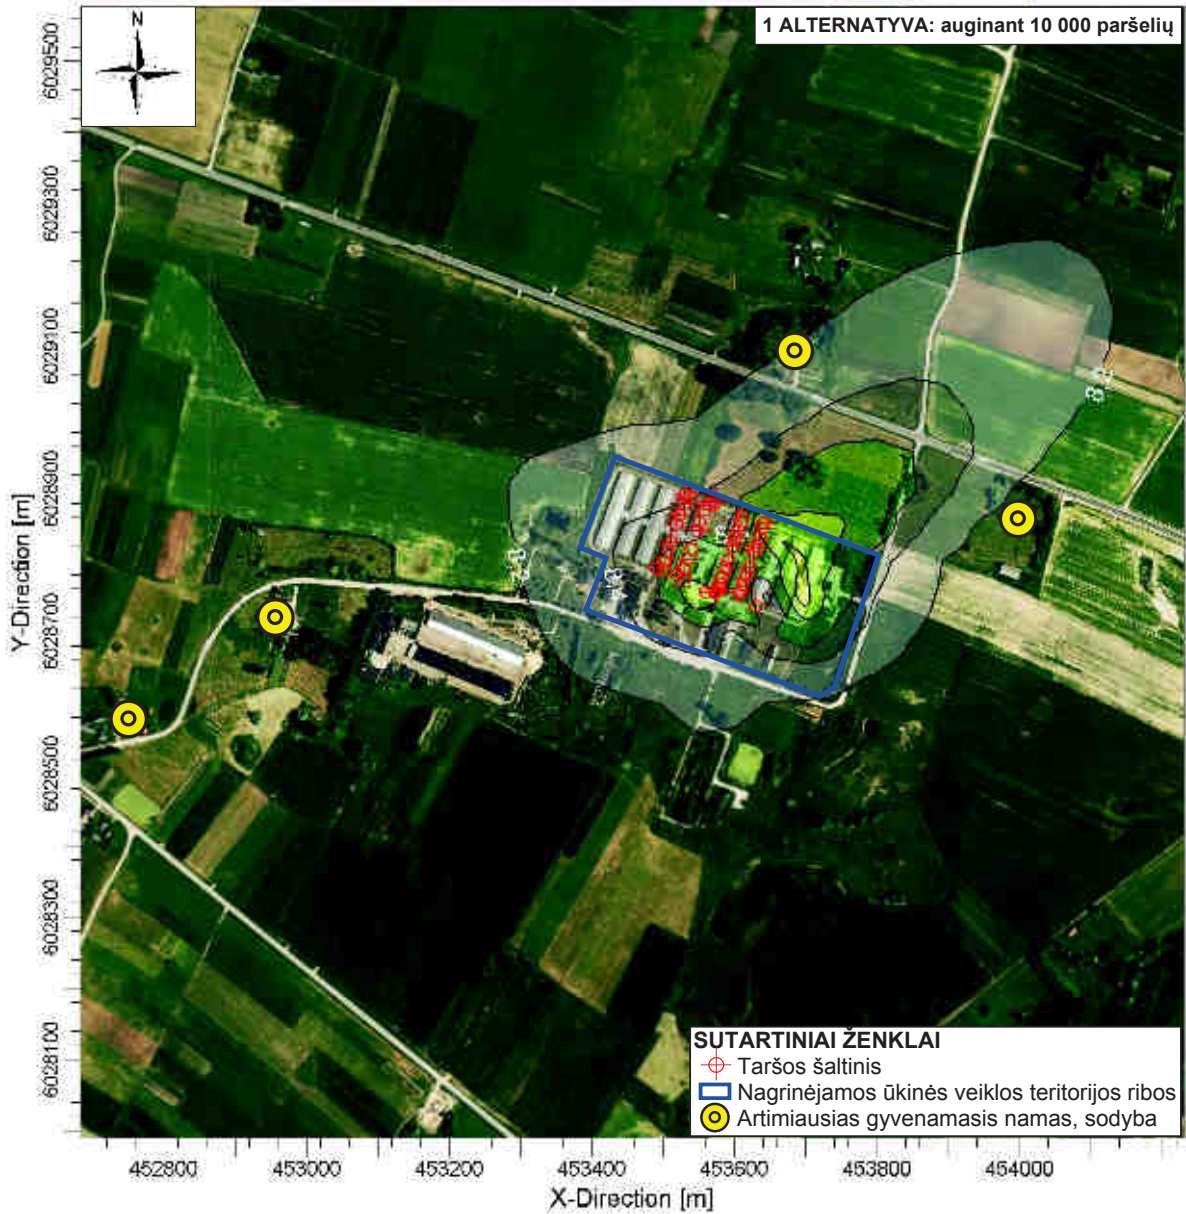 1 ALTERNATYVA: auginant 10 000 paršelių
N
6029500
6029300
6029100
6028900
6028700
6028500
6028300
6028100
Y-Direction [m]
SUTARTINIAI ŽENKLAI
Taršos šaltinis
Nagrinėjamos ūkinės veiklos teritorijos ribos
Artimiausias gyvenamasis namas, sodyba
452800 453000 453200 453400 453600 453800 454000
X-Direction [m]